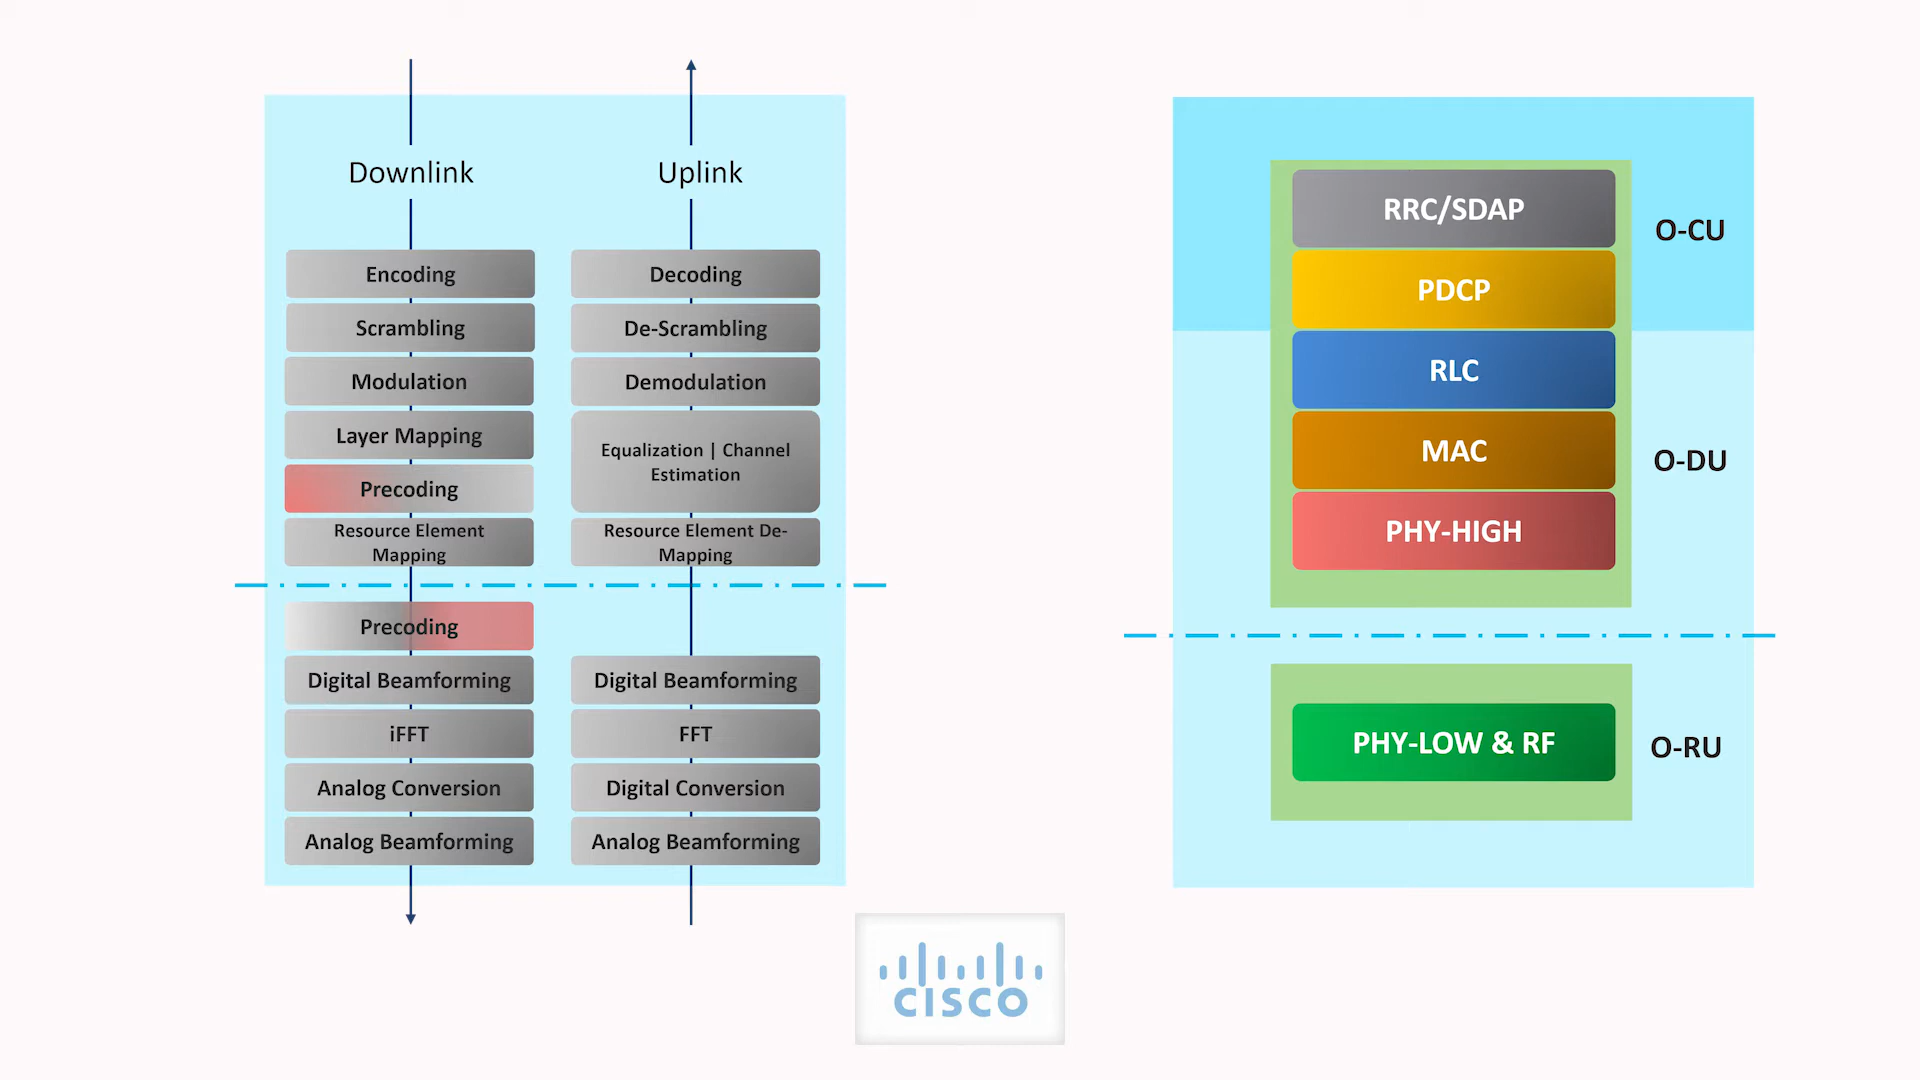 Downlink
Uplink
Encoding
Scrambling
Modulation
Layer Mapping
Precoding
Resource Element
Mapping
Precoding
Digital Beamforming
iFFT
Analog Conversion
Analog Beamforming
Decoding
De-Scrambling
Demodulation
Equalization | Channel
Estimation
Resource Element De-
Mapping
Digital Beamforming
FFT
Digital Conversion
Analog Beamforming
RRC/SDAP
PDCP
O-CU
RLC
MAC
PHY-HIGH
O-DU
PHY-LOW & RF
O-RU
CISCO